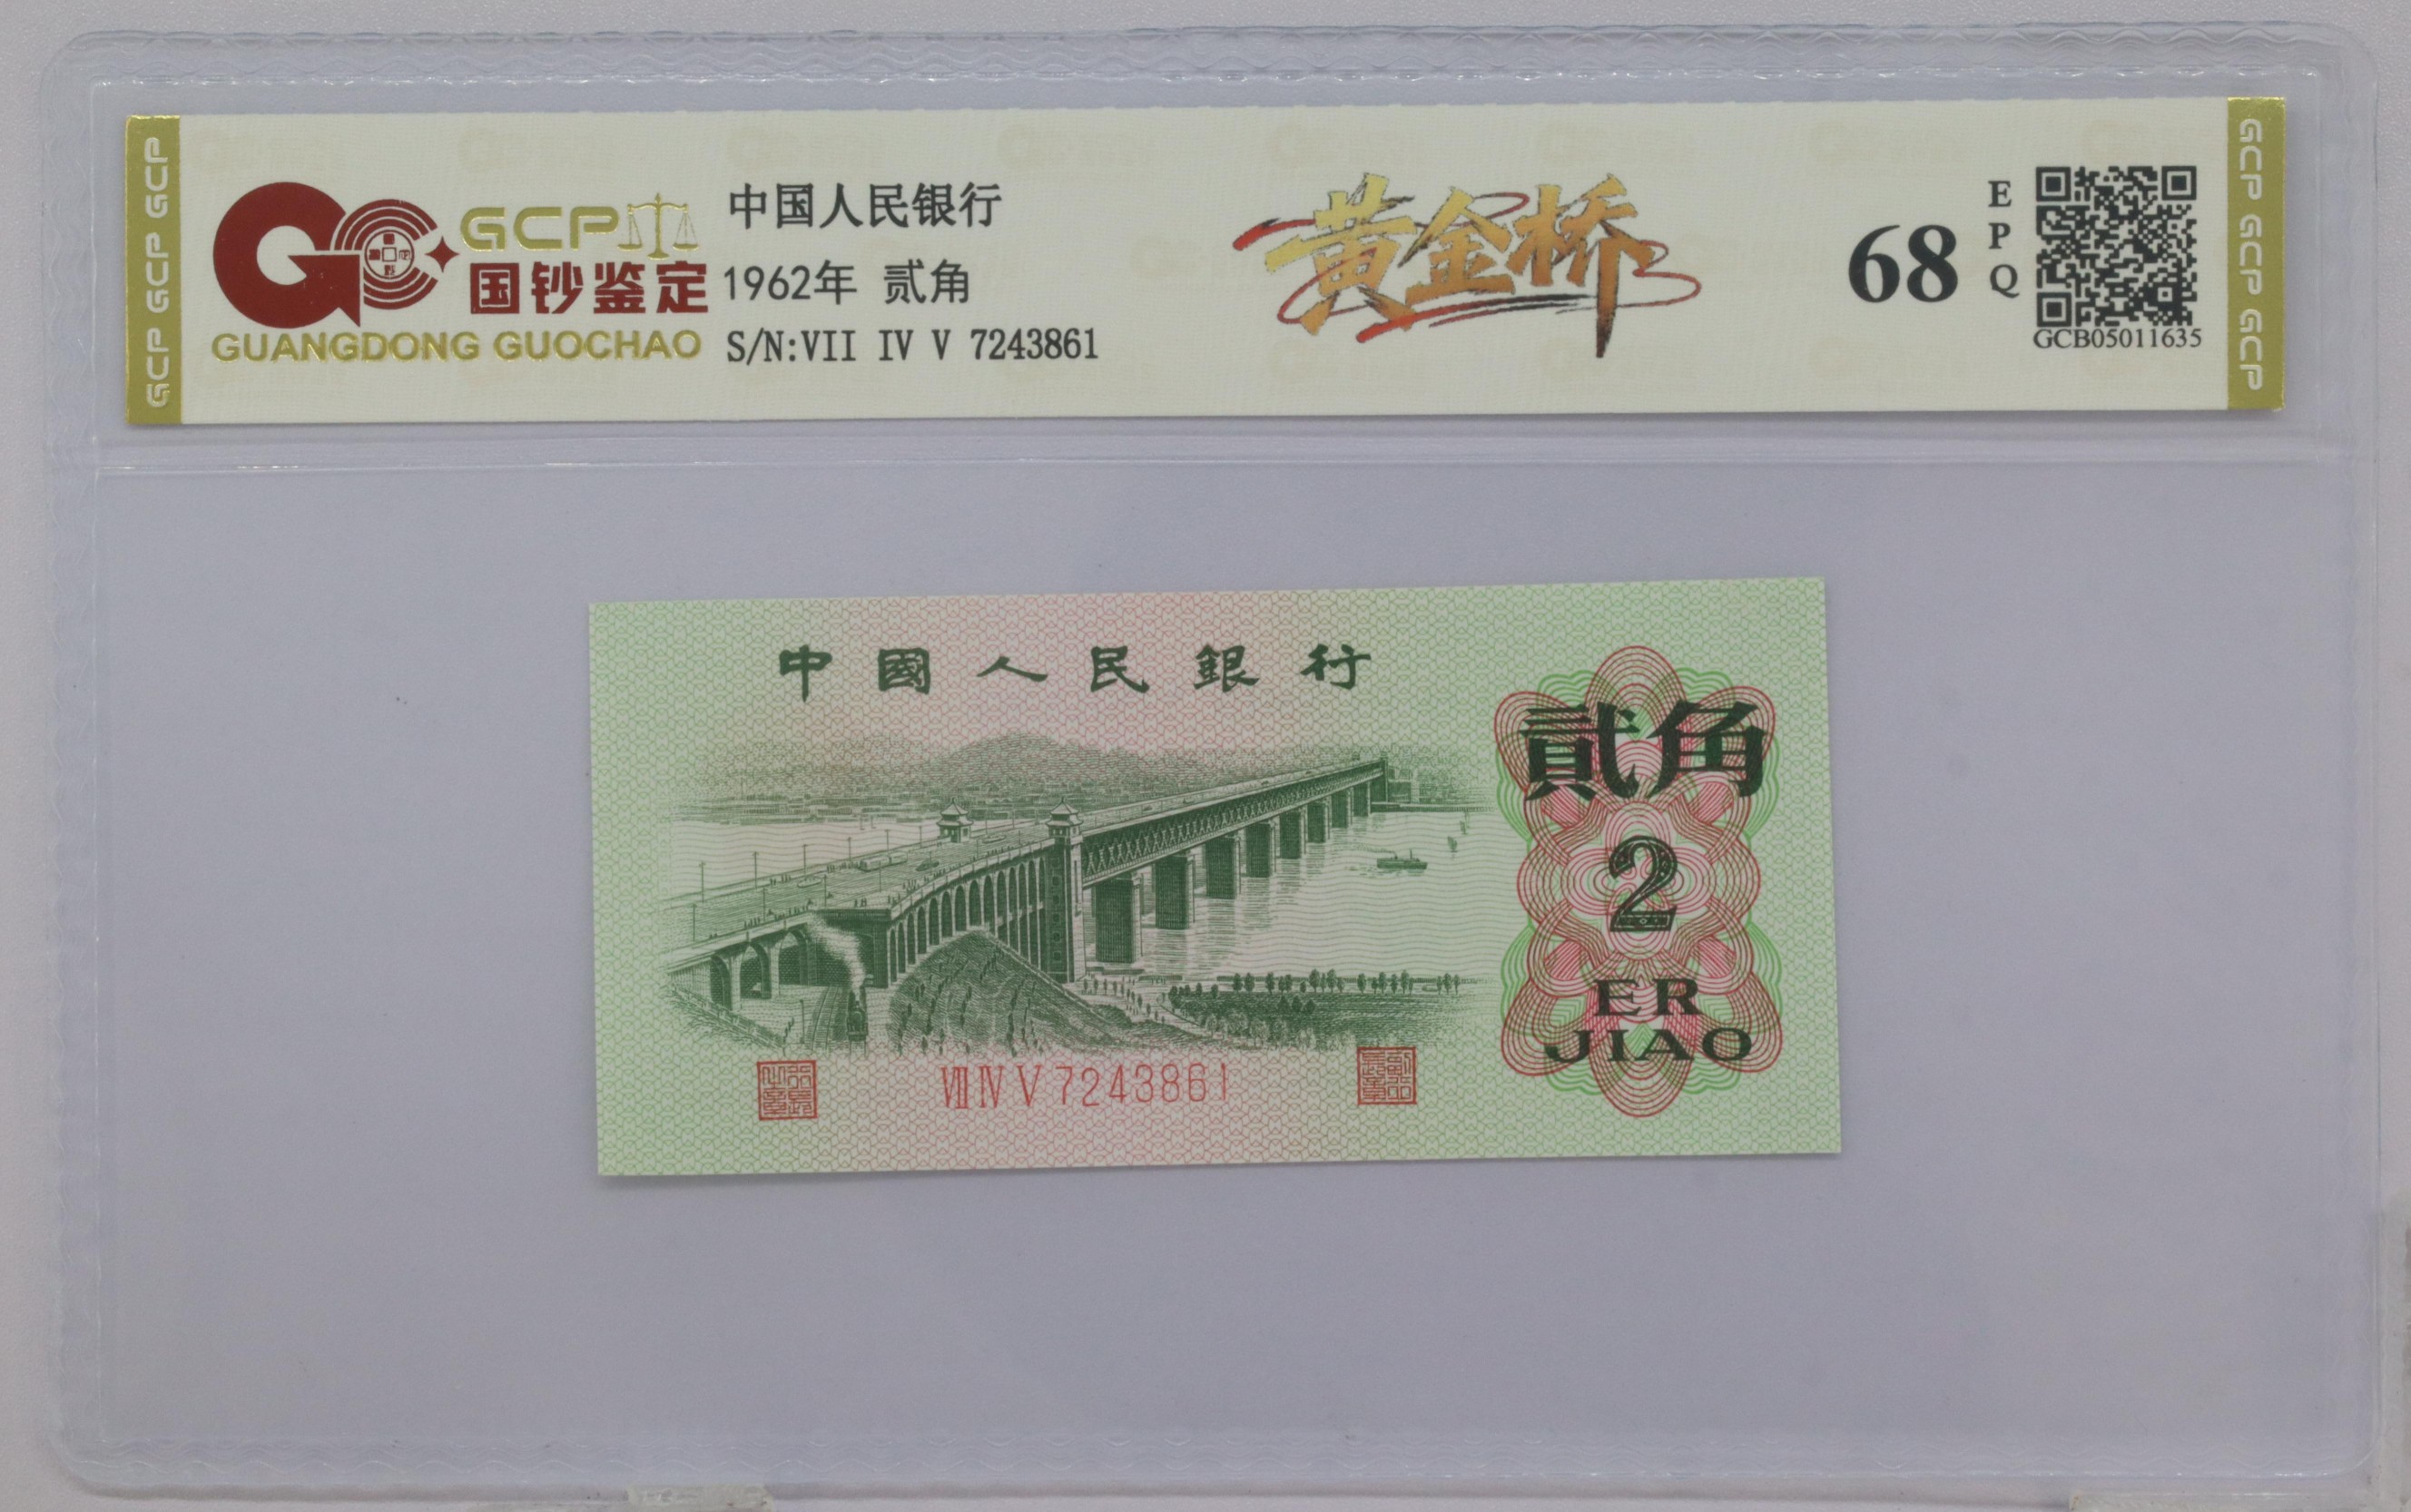 GCP GCP GCP
GCP
国钞鉴定
GUANGDONG GUOCHAO
中国人民银行
1962年 贰角
S/N:VII IV V 7243861
黄金桥
68
EPQ
GCB05011635
GCP GCP GCP
中國人民銀行
貳角
2
ER
JIAO
VII IV V 7243861